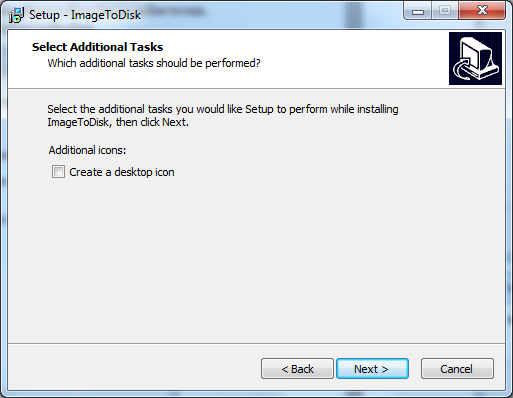 Setup - ImageToDisk
Select Additional Tasks
Which additional tasks should be performed?
Select the additional tasks you would like Setup to perform while installing
ImageToDisk, then click Next.
Additional icons:
Create a desktop icon
< Back
Next >
Cancel